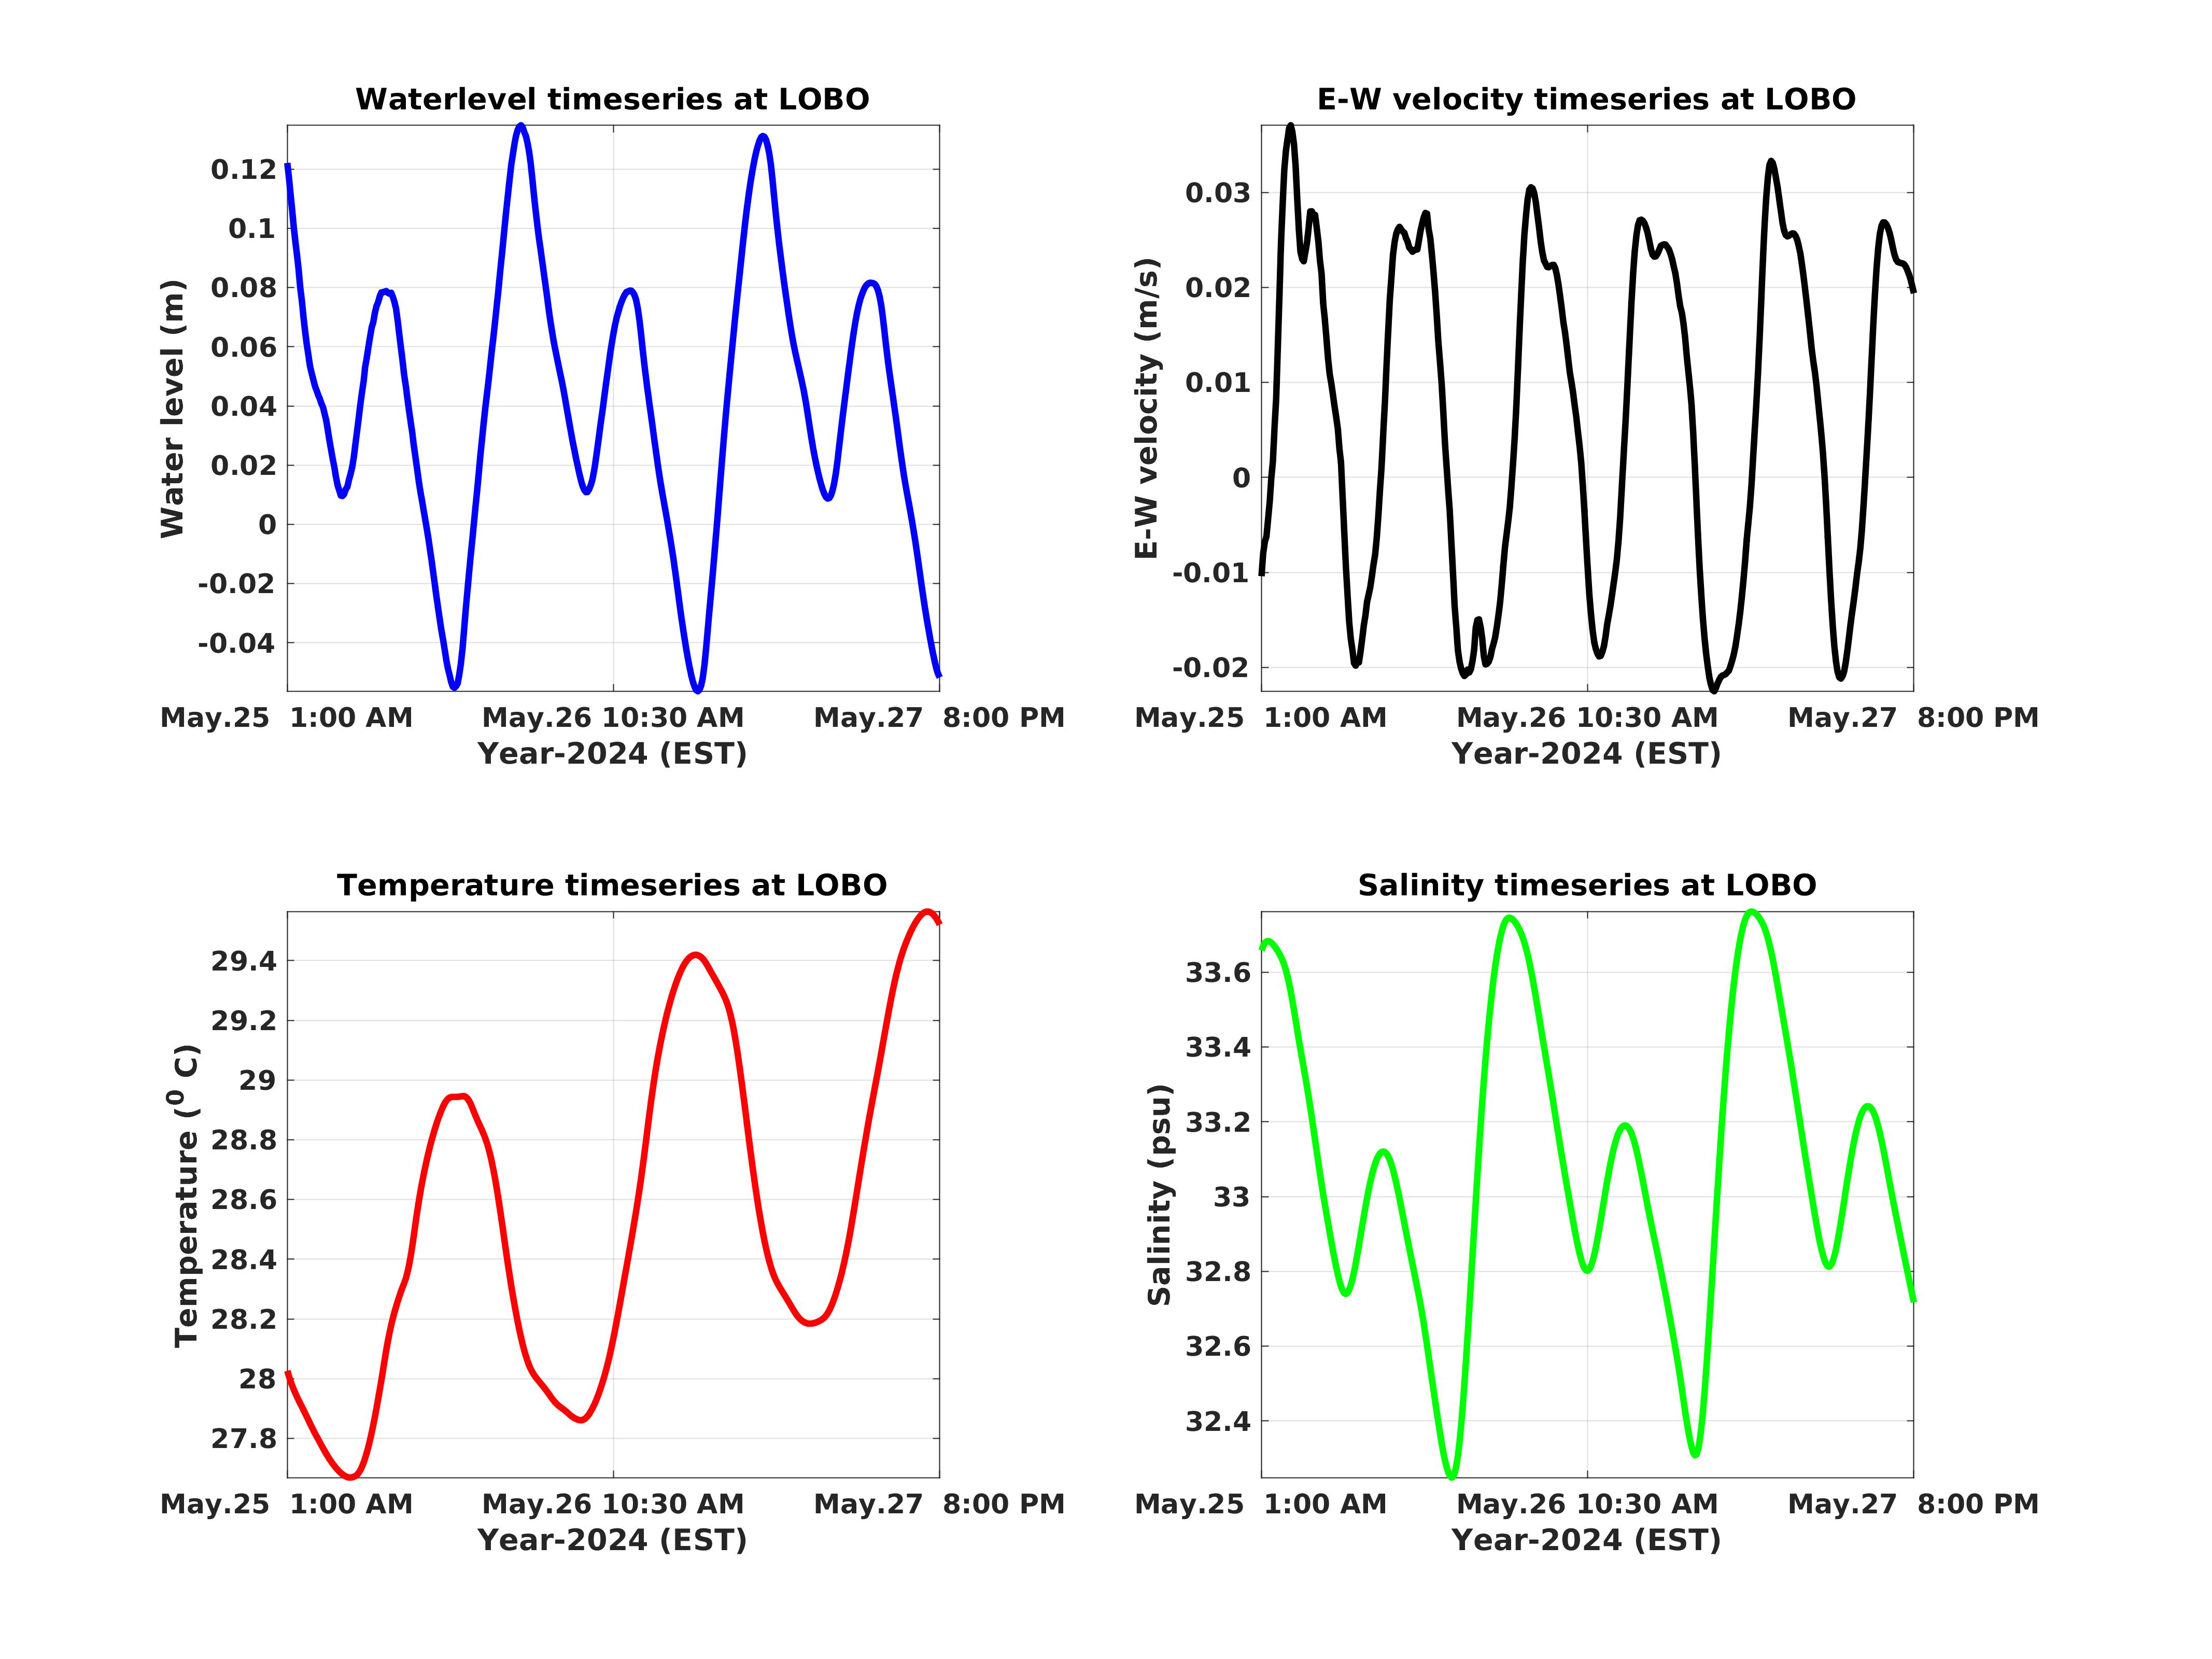 Waterlevel timeseries at LOBO
0.12
0.1
0.08
0.06
0.04
0.02
0
-0.02
-0.04
Water level (m)
May.25 1:00 AM May.26 10:30 AM May.27 8:00 PM
Year-2024 (EST)
E-W velocity timeseries at LOBO
0.03
0.02
0.01
0
-0.01
-0.02
E-W velocity (m/s)
May.25 1:00 AM May.26 10:30 AM May.27 8:00 PM
Year-2024 (EST)
Temperature timeseries at LOBO
29.4
29.2
29
28.8
28.6
28.4
28.2
28
27.8
Temperature (⁰ C)
May.25 1:00 AM May.26 10:30 AM May.27 8:00 PM
Year-2024 (EST)
Salinity timeseries at LOBO
33.6
33.4
33.2
33
32.8
32.6
32.4
Salinity (psu)
May.25 1:00 AM May.26 10:30 AM May.27 8:00 PM
Year-2024 (EST)